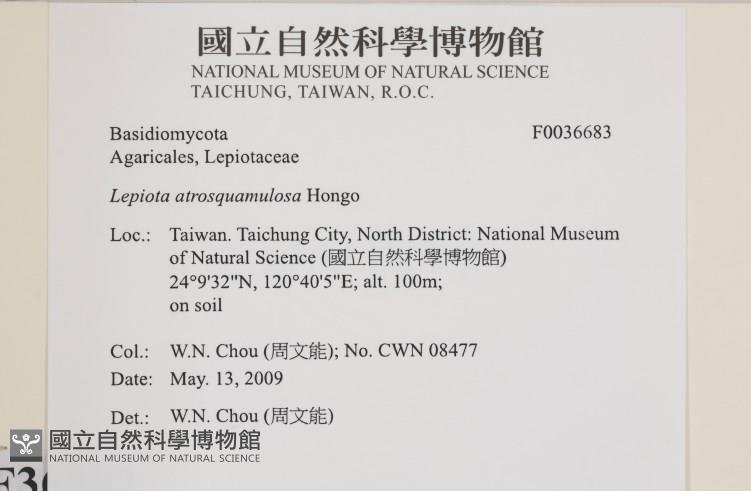 國立自然科學博物館
NATIONAL MUSEUM OF NATURAL SCIENCE
TAICHUNG, TAIWAN, R.O.C.
Basidiomycota F0036683
Agaricales, Lepiotaceae
Lepiota atrosquamulosa Hongo
Loc.: Taiwan. Taichung City, North District: National Museum
of Natural Science (國立自然科學博物館)
24°9'32"N, 120°40'5"E; alt. 100m;
on soil
Col.: W.N. Chou (周文能); No. CWN 08477
Date: May. 13, 2009
Det.: W.N. Chou (周文能)
國立自然科學博物館
NATIONAL MUSEUM OF NATURAL SCIENCE